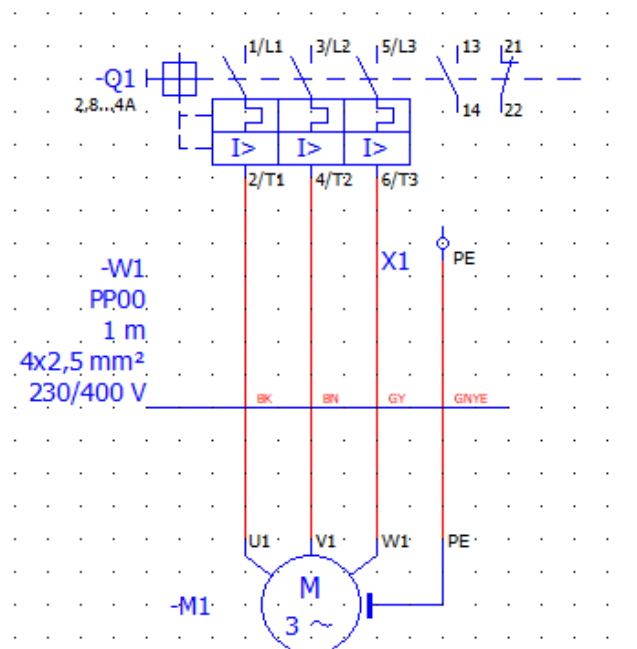 1/L1 3/L2 5/L3 13 21
-Q1
2,8...4A
14 22
I> I> I>
2/T1 4/T2 6/T3
X1 PE
-W1
PP00
1 m
4x2,5 mm²
230/400 V
BK BN GY GNYE
U1 V1 W1 PE
M
-M1
3 ~